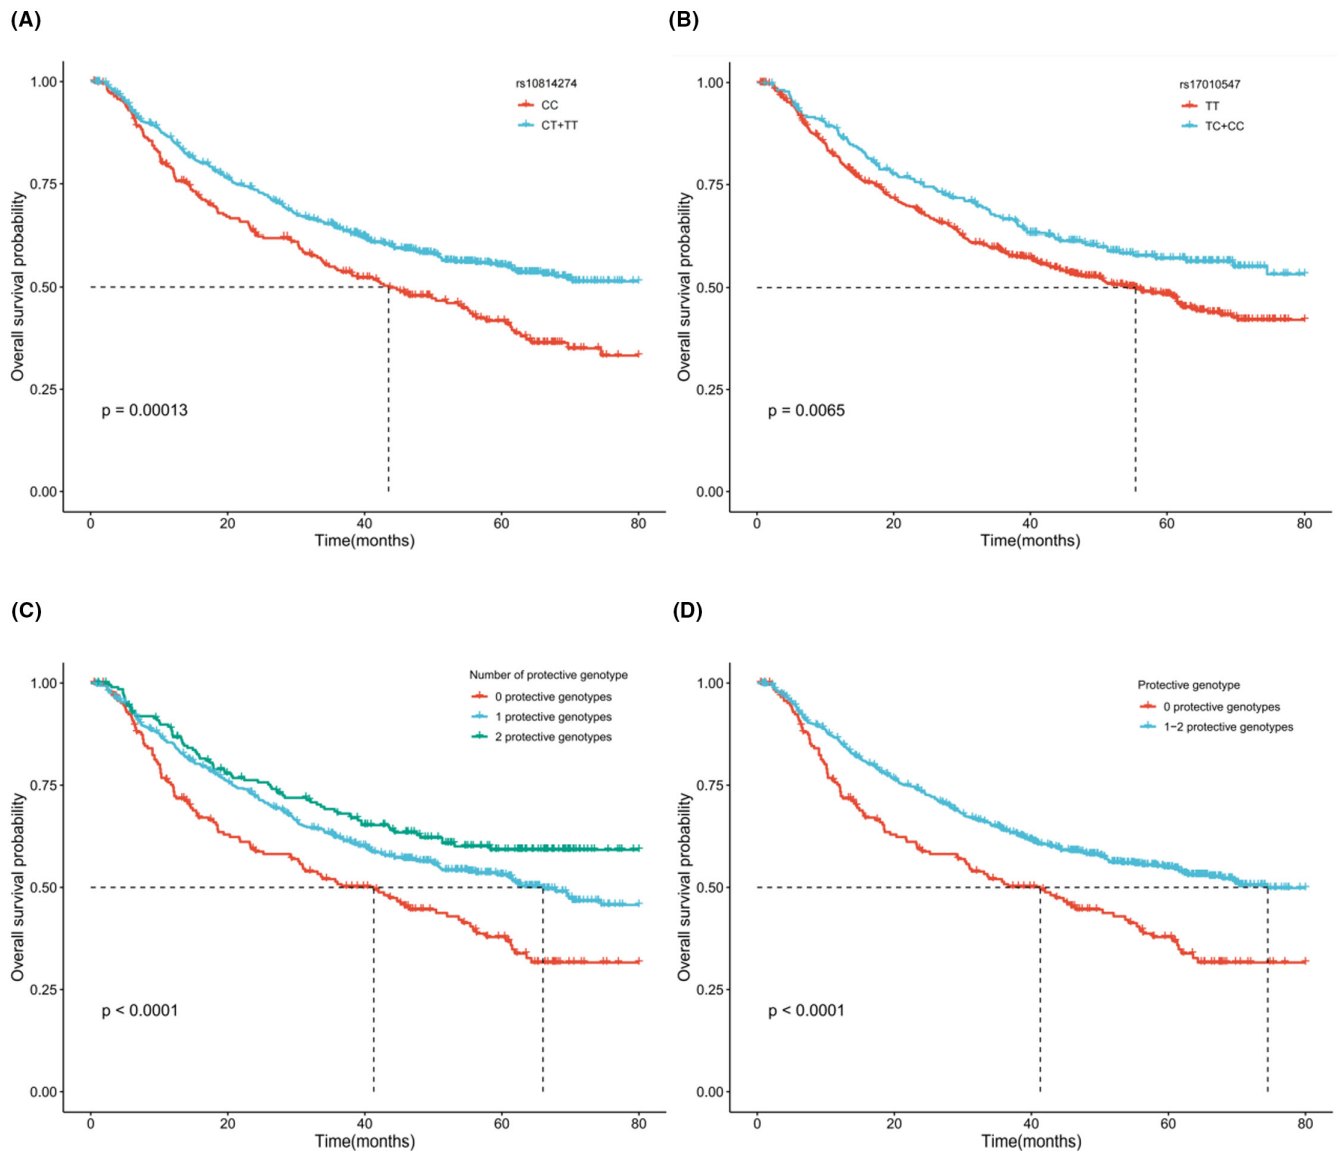 (A)
Overall survival probability
1.00
0.75
0.50
0.25
0.00
rs10814274
CC
CT+TT
p = 0.00013
0 20 40 60 80
Time(months)
(B)
Overall survival probability
1.00
0.75
0.50
0.25
0.00
rs17010547
TT
TC+CC
p = 0.0065
0 20 40 60 80
Time(months)
(C)
Overall survival probability
1.00
0.75
0.50
0.25
0.00
Number of protective genotype
0 protective genotypes
1 protective genotypes
2 protective genotypes
p < 0.0001
0 20 40 60 80
Time(months)
(D)
Overall survival probability
1.00
0.75
0.50
0.25
0.00
Protective genotype
0 protective genotypes
1−2 protective genotypes
p < 0.0001
0 20 40 60 80
Time(months)